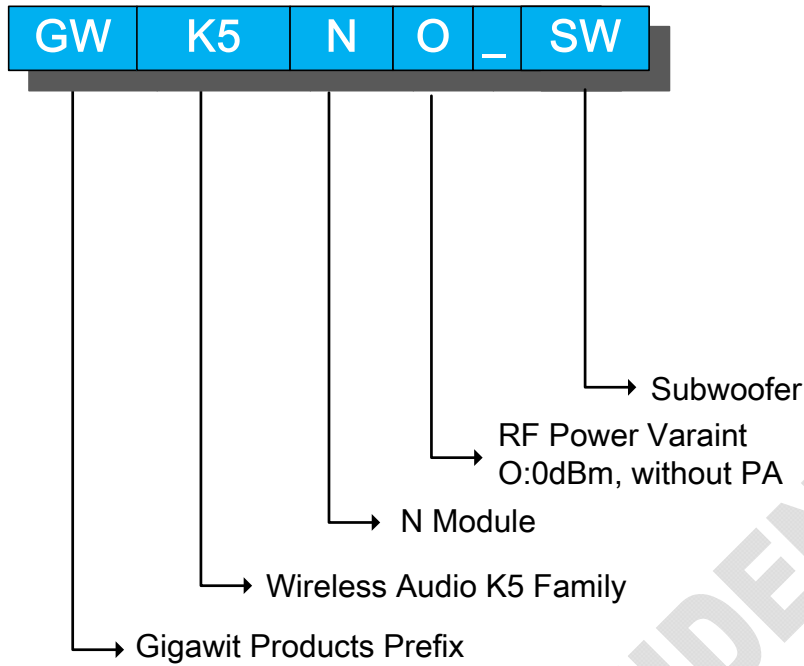 GW K5 N O _ SW
Subwoofer
RF Power Varaint
O:0dBm, without PA
N Module
Wireless Audio K5 Family
Gigawit Products Prefix